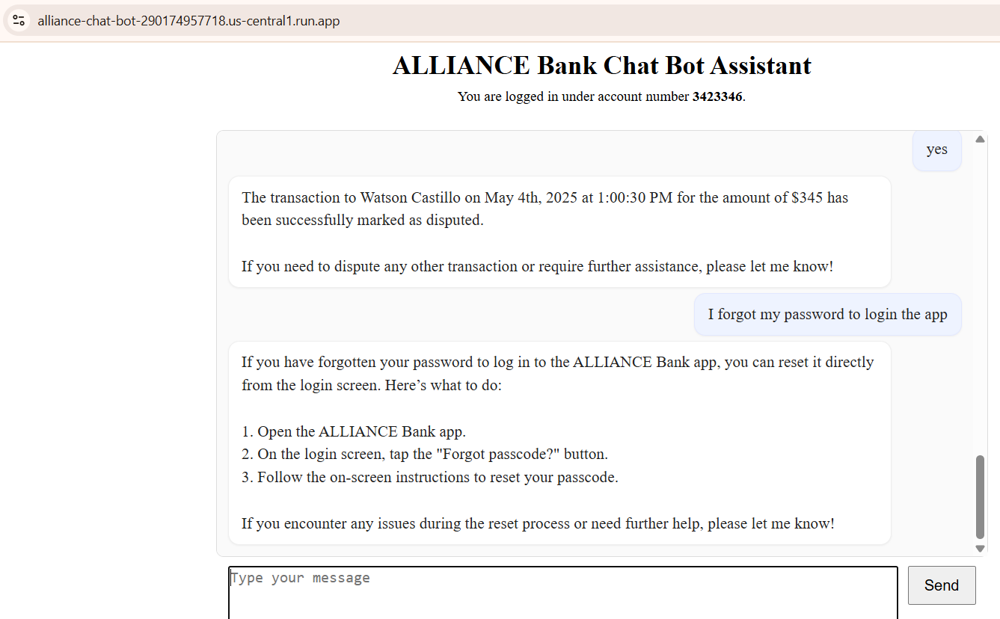 alliance-chat-bot-290174957718.us-central1.run.app
ALLIANCE Bank Chat Bot Assistant
You are logged in under account number 3423346.
yes
The transaction to Watson Castillo on May 4th, 2025 at 1:00:30 PM for the amount of $345 has
been successfully marked as disputed.
If you need to dispute any other transaction or require further assistance, please let me know!
I forgot my password to login the app
If you have forgotten your password to log in to the ALLIANCE Bank app, you can reset it directly
from the login screen. Here’s what to do:
1. Open the ALLIANCE Bank app.
2. On the login screen, tap the "Forgot passcode?" button.
3. Follow the on-screen instructions to reset your passcode.
If you encounter any issues during the reset process or need further help, please let me know!
Type your message
Send